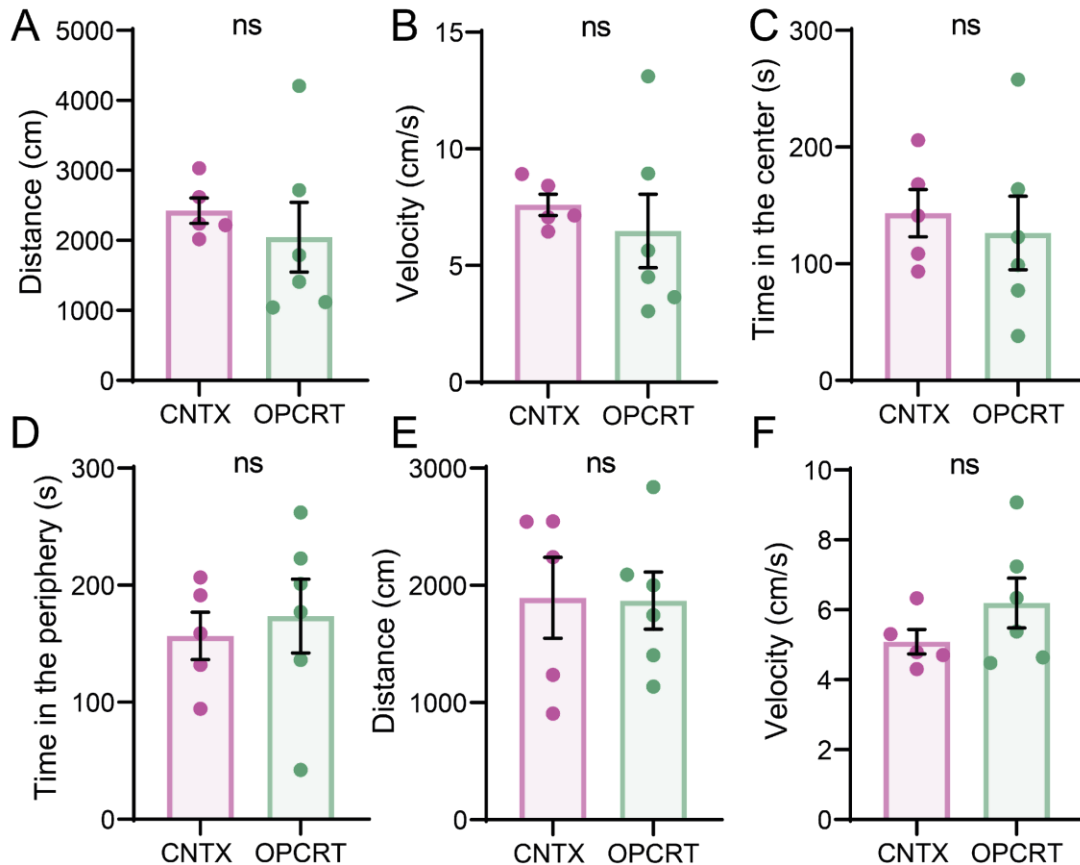 A
Distance (cm)
5000
4000
3000
2000
1000
0
ns
CNTX OPCRT
B
Velocity (cm/s)
15
10
5
0
ns
CNTX OPCRT
C
Time in the center (s)
300
200
100
0
ns
CNTX OPCRT
D
Time in the periphery (s)
300
200
100
0
ns
CNTX OPCRT
E
Distance (cm)
3000
2000
1000
0
ns
CNTX OPCRT
F
Velocity (cm/s)
10
8
6
4
2
0
ns
CNTX OPCRT